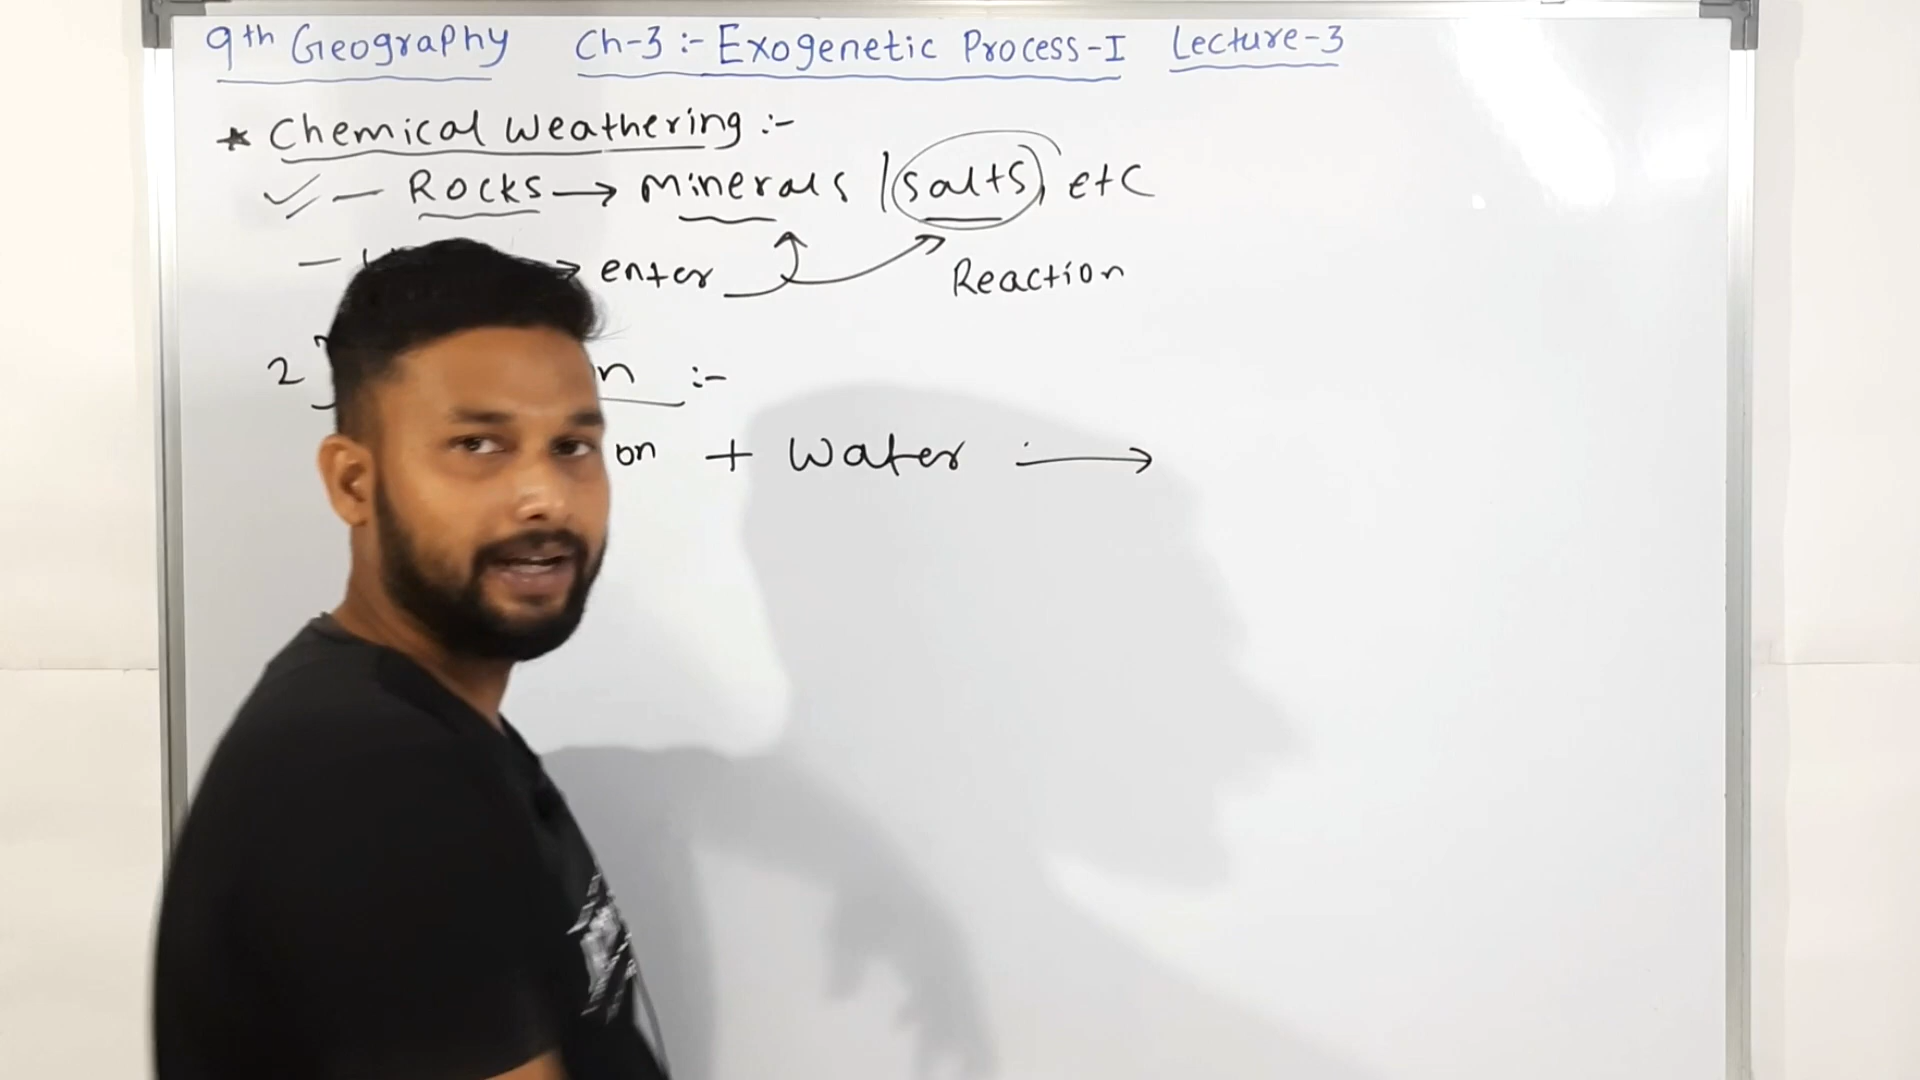 9th Geography Ch-3 :- Exogenetic Process-I Lecture-3
* Chemical Weathering :-
✓ — Rocks → minerals / salts, etc
— → enter Reaction
2 n :-
on + Water →